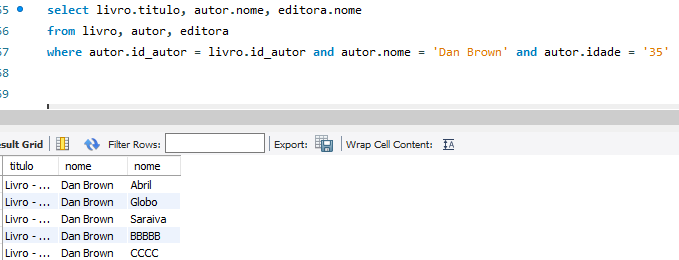 55 select livro.titulo, autor.nome, editora.nome
56 from livro, autor, editora
57 where autor.id_autor = livro.id_autor and autor.nome = 'Dan Brown' and autor.idade = '35'
58
59
esult Grid Filter Rows: Export: Wrap Cell Content:
titulo nome nome
Livro - ... Dan Brown Abril
Livro - ... Dan Brown Globo
Livro - ... Dan Brown Saraiva
Livro - ... Dan Brown BBBBB
Livro - ... Dan Brown CCCC